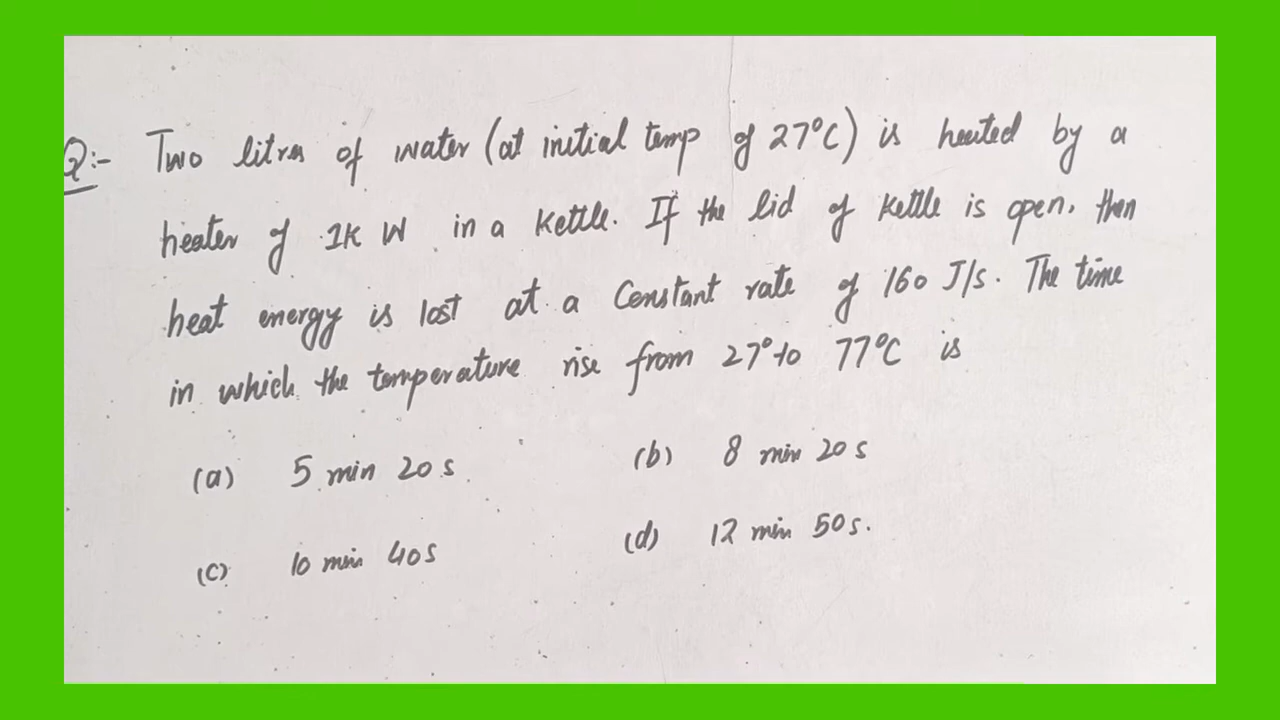 Q:- Two litres of water (at initial temp of 27°C) is heated by a
heater of 1K W in a Kettle. If the lid of Kettle is open, then
heat energy is lost at a Constant rate of 160 J/s. The time
in which the temperature rise from 27° to 77°C is
(a) 5 min 20 s (b) 8 min 20 s
(c) 10 min 40 s (d) 12 min 50 s.